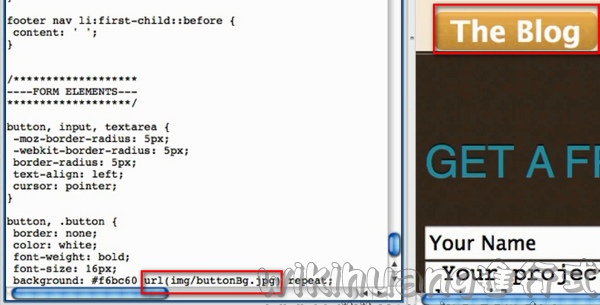 footer nav li:first-child::before {
content: ' ';
}
/*******************
----FORM ELEMENTS---
*******************/
button, input, textarea {
-moz-border-radius: 5px;
-webkit-border-radius: 5px;
border-radius: 5px;
text-align: left;
cursor: pointer;
}
button, .button {
border: none;
color: white;
font-weight: bold;
font-size: 16px;
background: #f6bc60 url(img/buttonBg.jpg) repeat;
The Blog
GET A F
Your Name
Your projec